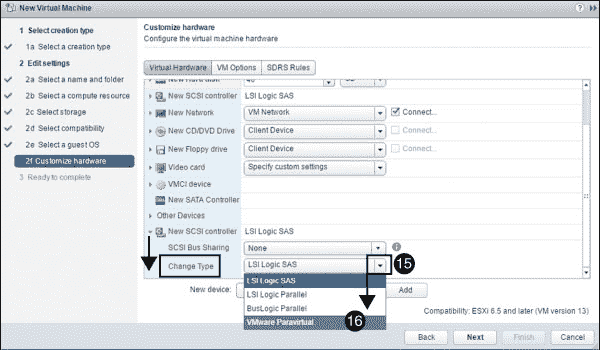 New Virtual Machine
1 Select creation type
1a Select a creation type
2 Edit settings
2a Select a name and folder
2b Select a compute resource
2c Select storage
2d Select compatibility
2e Select a guest OS
2f Customize hardware
3 Ready to complete
Customize hardware
Configure the virtual machine hardware
Virtual Hardware VM Options SDRS Rules
New Hard disk 40
New SCSI controller LSI Logic SAS
New Network VM Network Connect...
New CD/DVD Drive Client Device Connect...
New Floppy drive Client Device Connect...
Video card Specify custom settings
VMCI device
New SATA Controller
Other Devices
New SCSI controller LSI Logic SAS
SCSI Bus Sharing None
Change Type LSI Logic SAS 15
LSI Logic SAS
LSI Logic Parallel
BusLogic Parallel
VMware Paravirtual 16
New device: Add
Compatibility: ESXi 6.5 and later (VM version 13)
Back Next Finish Cancel